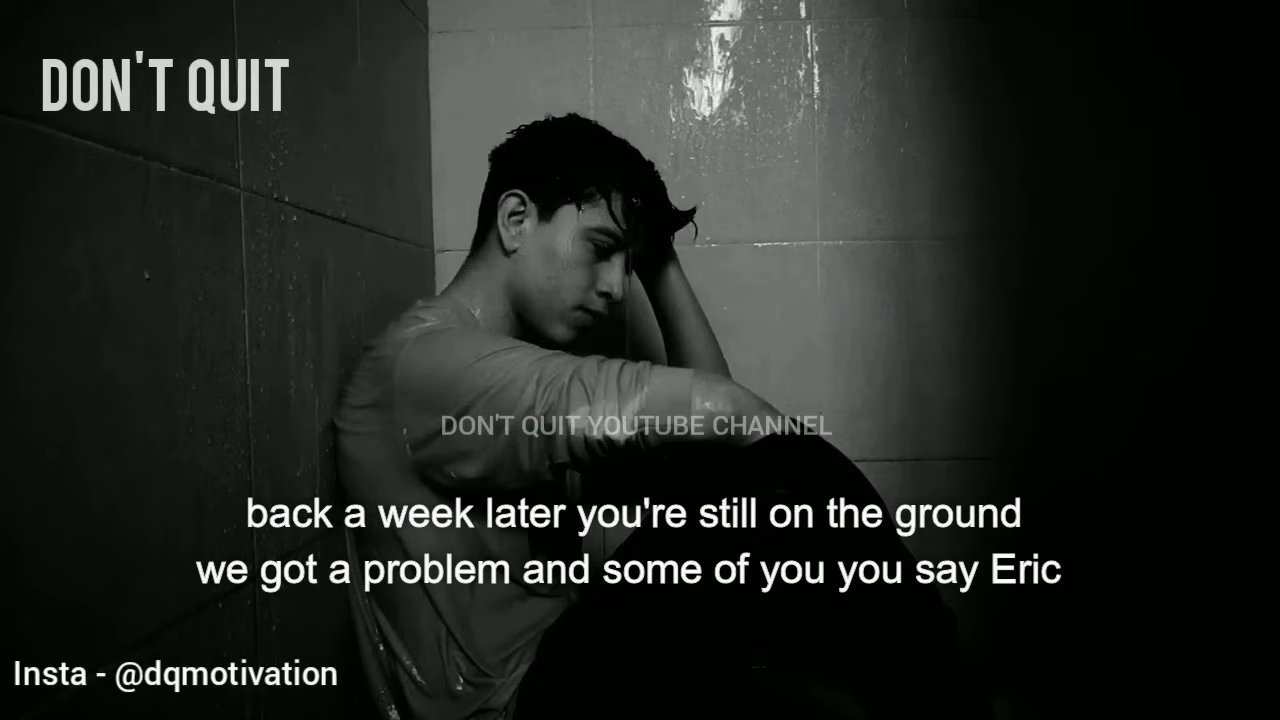 DON'T QUIT
DON'T QUIT YOUTUBE CHANNEL
back a week later you're still on the ground
we got a problem and some of you you say Eric
Insta - @dqmotivation